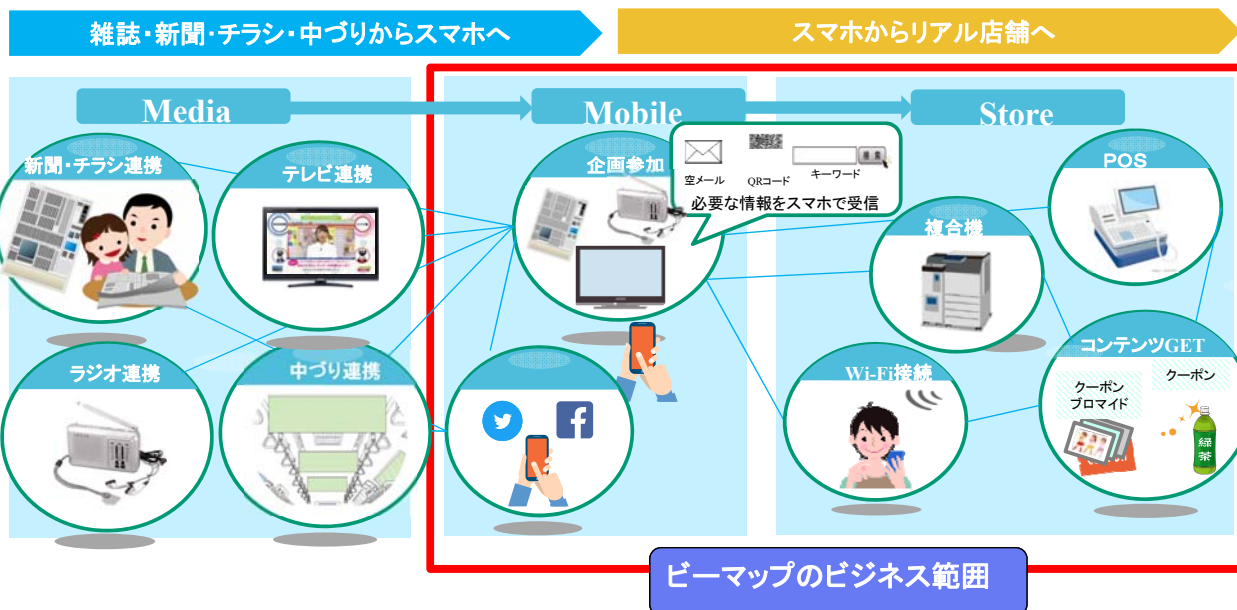 雑誌・新聞・チラシ・中づりからスマホへ
スマホからリアル店舗へ
Media
Mobile
Store
新聞・チラシ連携
テレビ連携
ラジオ連携
中づり連携
企画参加
空メール
QRコード
キーワード
検索
必要な情報をスマホで受信
複合機
POS
Wi-Fi接続
コンテンツGET
クーポン
ブロマイド
クーポン
緑茶
ビーマップのビジネス範囲